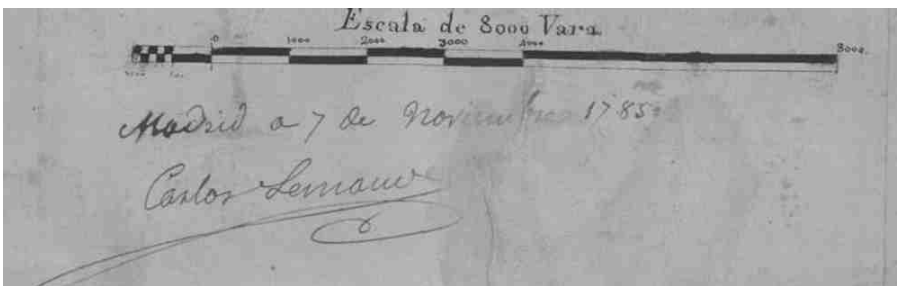 Escala de 8000 Vara
0 1000 2000 3000 4000 8000
Madrid a 7 de Noviembre 1785
Carlos Lemaur